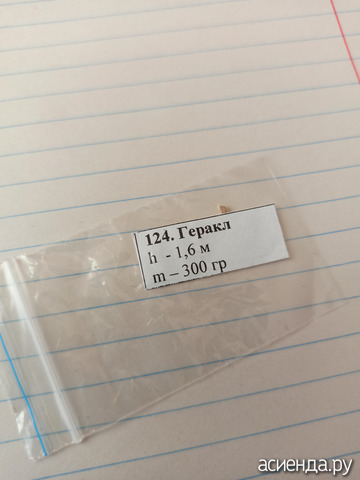 124. Геракл
h - 1,6 м
m – 300 гр
асиенда.ру